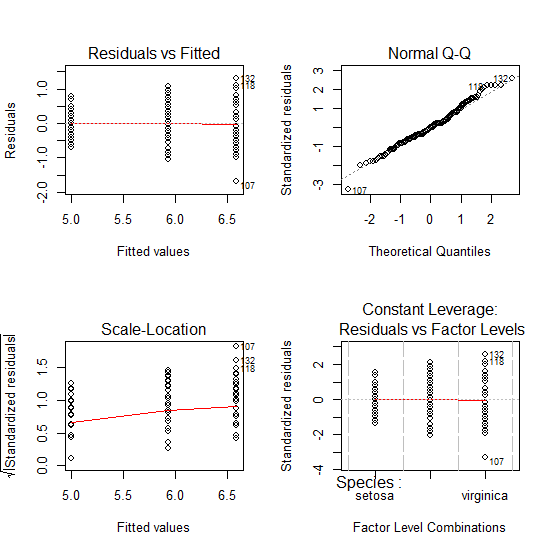 Residuals vs Fitted
Residuals
-2.0 -1.0 0.0 1.0
132
118
107
5.0 5.5 6.0 6.5
Fitted values
Normal Q-Q
Standardized residuals
-3 -1 1 2 3
132
118
107
-2 -1 0 1 2
Theoretical Quantiles
Scale-Location
√|Standardized residuals|
0.0 0.5 1.0 1.5
107
132
118
5.0 5.5 6.0 6.5
Fitted values
Constant Leverage:
Residuals vs Factor Levels
Standardized residuals
-4 -2 0 2
132
118
107
Species :
setosa virginica
Factor Level Combinations